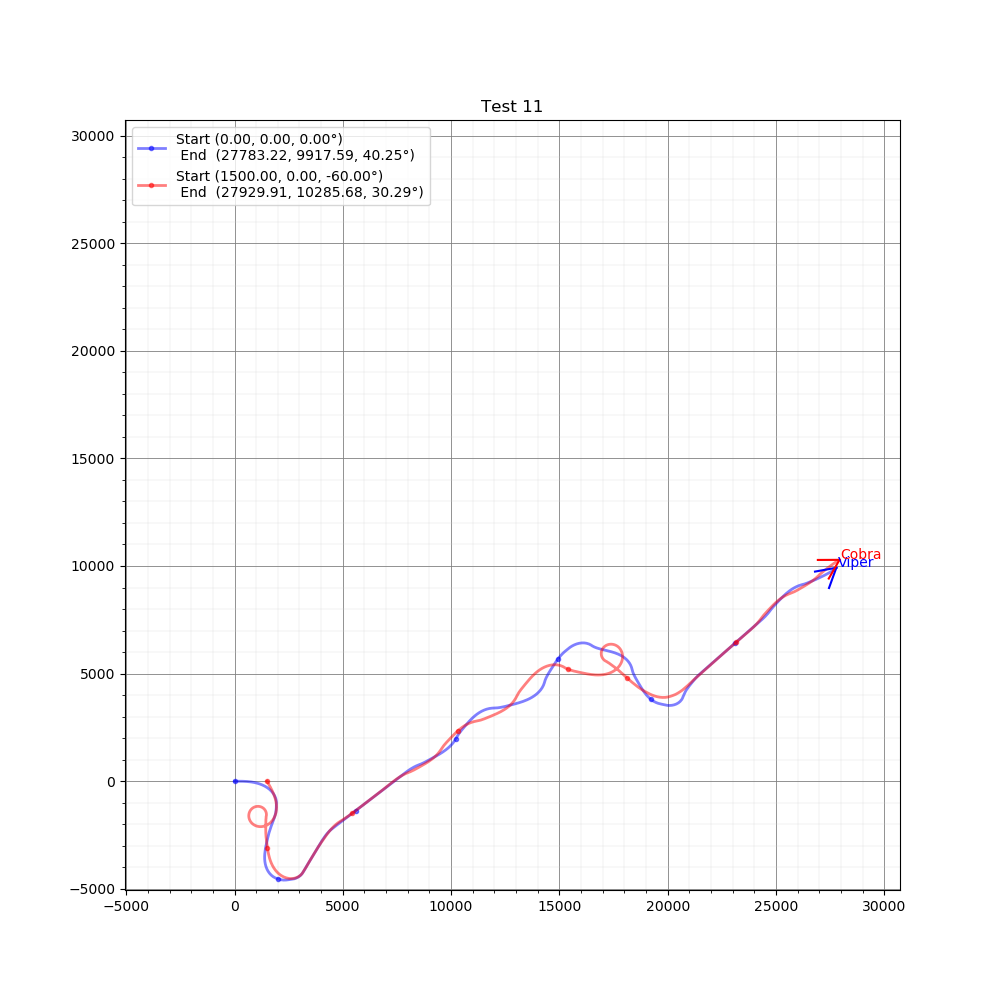 Test 11
Start (0.00, 0.00, 0.00°)
End  (27783.22, 9917.59, 40.25°)
Start (1500.00, 0.00, -60.00°)
End  (27929.91, 10285.68, 30.29°)
30000
25000
20000
15000
10000
5000
0
−5000
Cobra
Viper
−5000 0 5000 10000 15000 20000 25000 30000